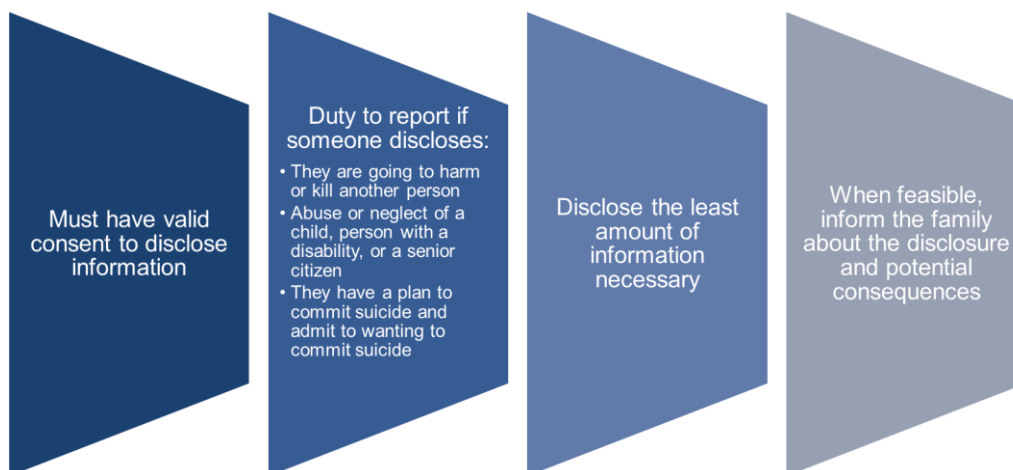 Must have valid
consent to disclose
information
Duty to report if
someone discloses:
• They are going to harm
or kill another person
• Abuse or neglect of a
child, person with a
disability, or a senior
citizen
• They have a plan to
commit suicide and
admit to wanting to
commit suicide
Disclose the least
amount of
information
necessary
When feasible,
inform the family
about the disclosure
and potential
consequences